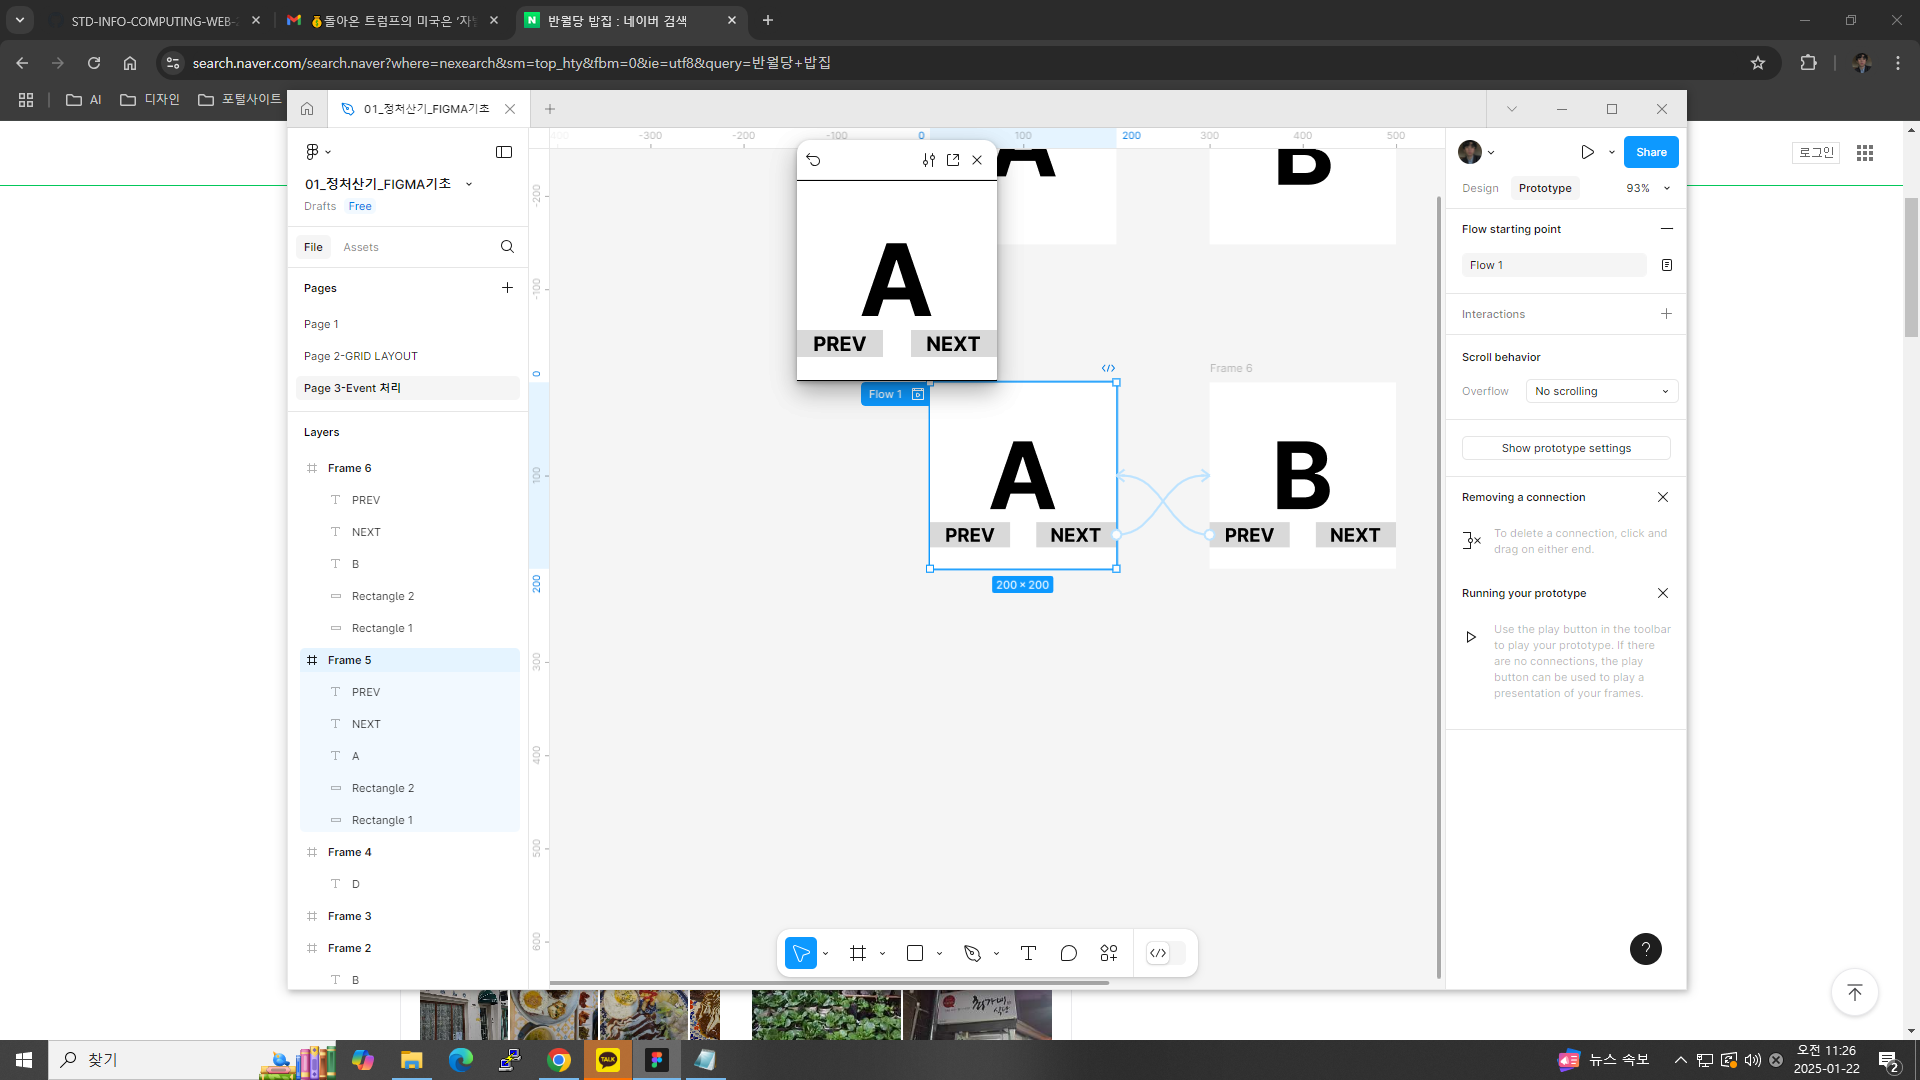 STD-INFO-COMPUTING-WEB-
💰돌아온 트럼프의 미국은 ‘자
반월당 밥집 : 네이버 검색
search.naver.com/search.naver?where=nexearch&sm=top_hty&fbm=0&ie=utf8&query=반월당+밥집
AI
디자인
포털사이트
01_정처산기_FIGMA기초
로그인
01_정처산기_FIGMA기초
Drafts
Free
File
Assets
Pages
Page 1
Page 2-GRID LAYOUT
Page 3-Event 처리
Layers
Frame 6
PREV
NEXT
B
Rectangle 2
Rectangle 1
Frame 5
PREV
NEXT
A
Rectangle 2
Rectangle 1
Frame 4
D
Frame 3
Frame 2
B
-300
-200
-100
0
100
200
300
400
500
-200
-100
0
100
200
300
400
500
600
A
B
A
PREV
NEXT
Flow 1
Frame 6
A
PREV
NEXT
B
PREV
NEXT
200 × 200
Share
Design
Prototype
93%
Flow starting point
Flow 1
Interactions
Scroll behavior
Overflow
No scrolling
Show prototype settings
Removing a connection
To delete a connection, click and
drag on either end.
Running your prototype
Use the play button in the toolbar
to play your prototype. If there
are no connections, the play
button can be used to play a
presentation of your frames.
찾기
TALK
뉴스 속보
오전 11:26
2025-01-22
2